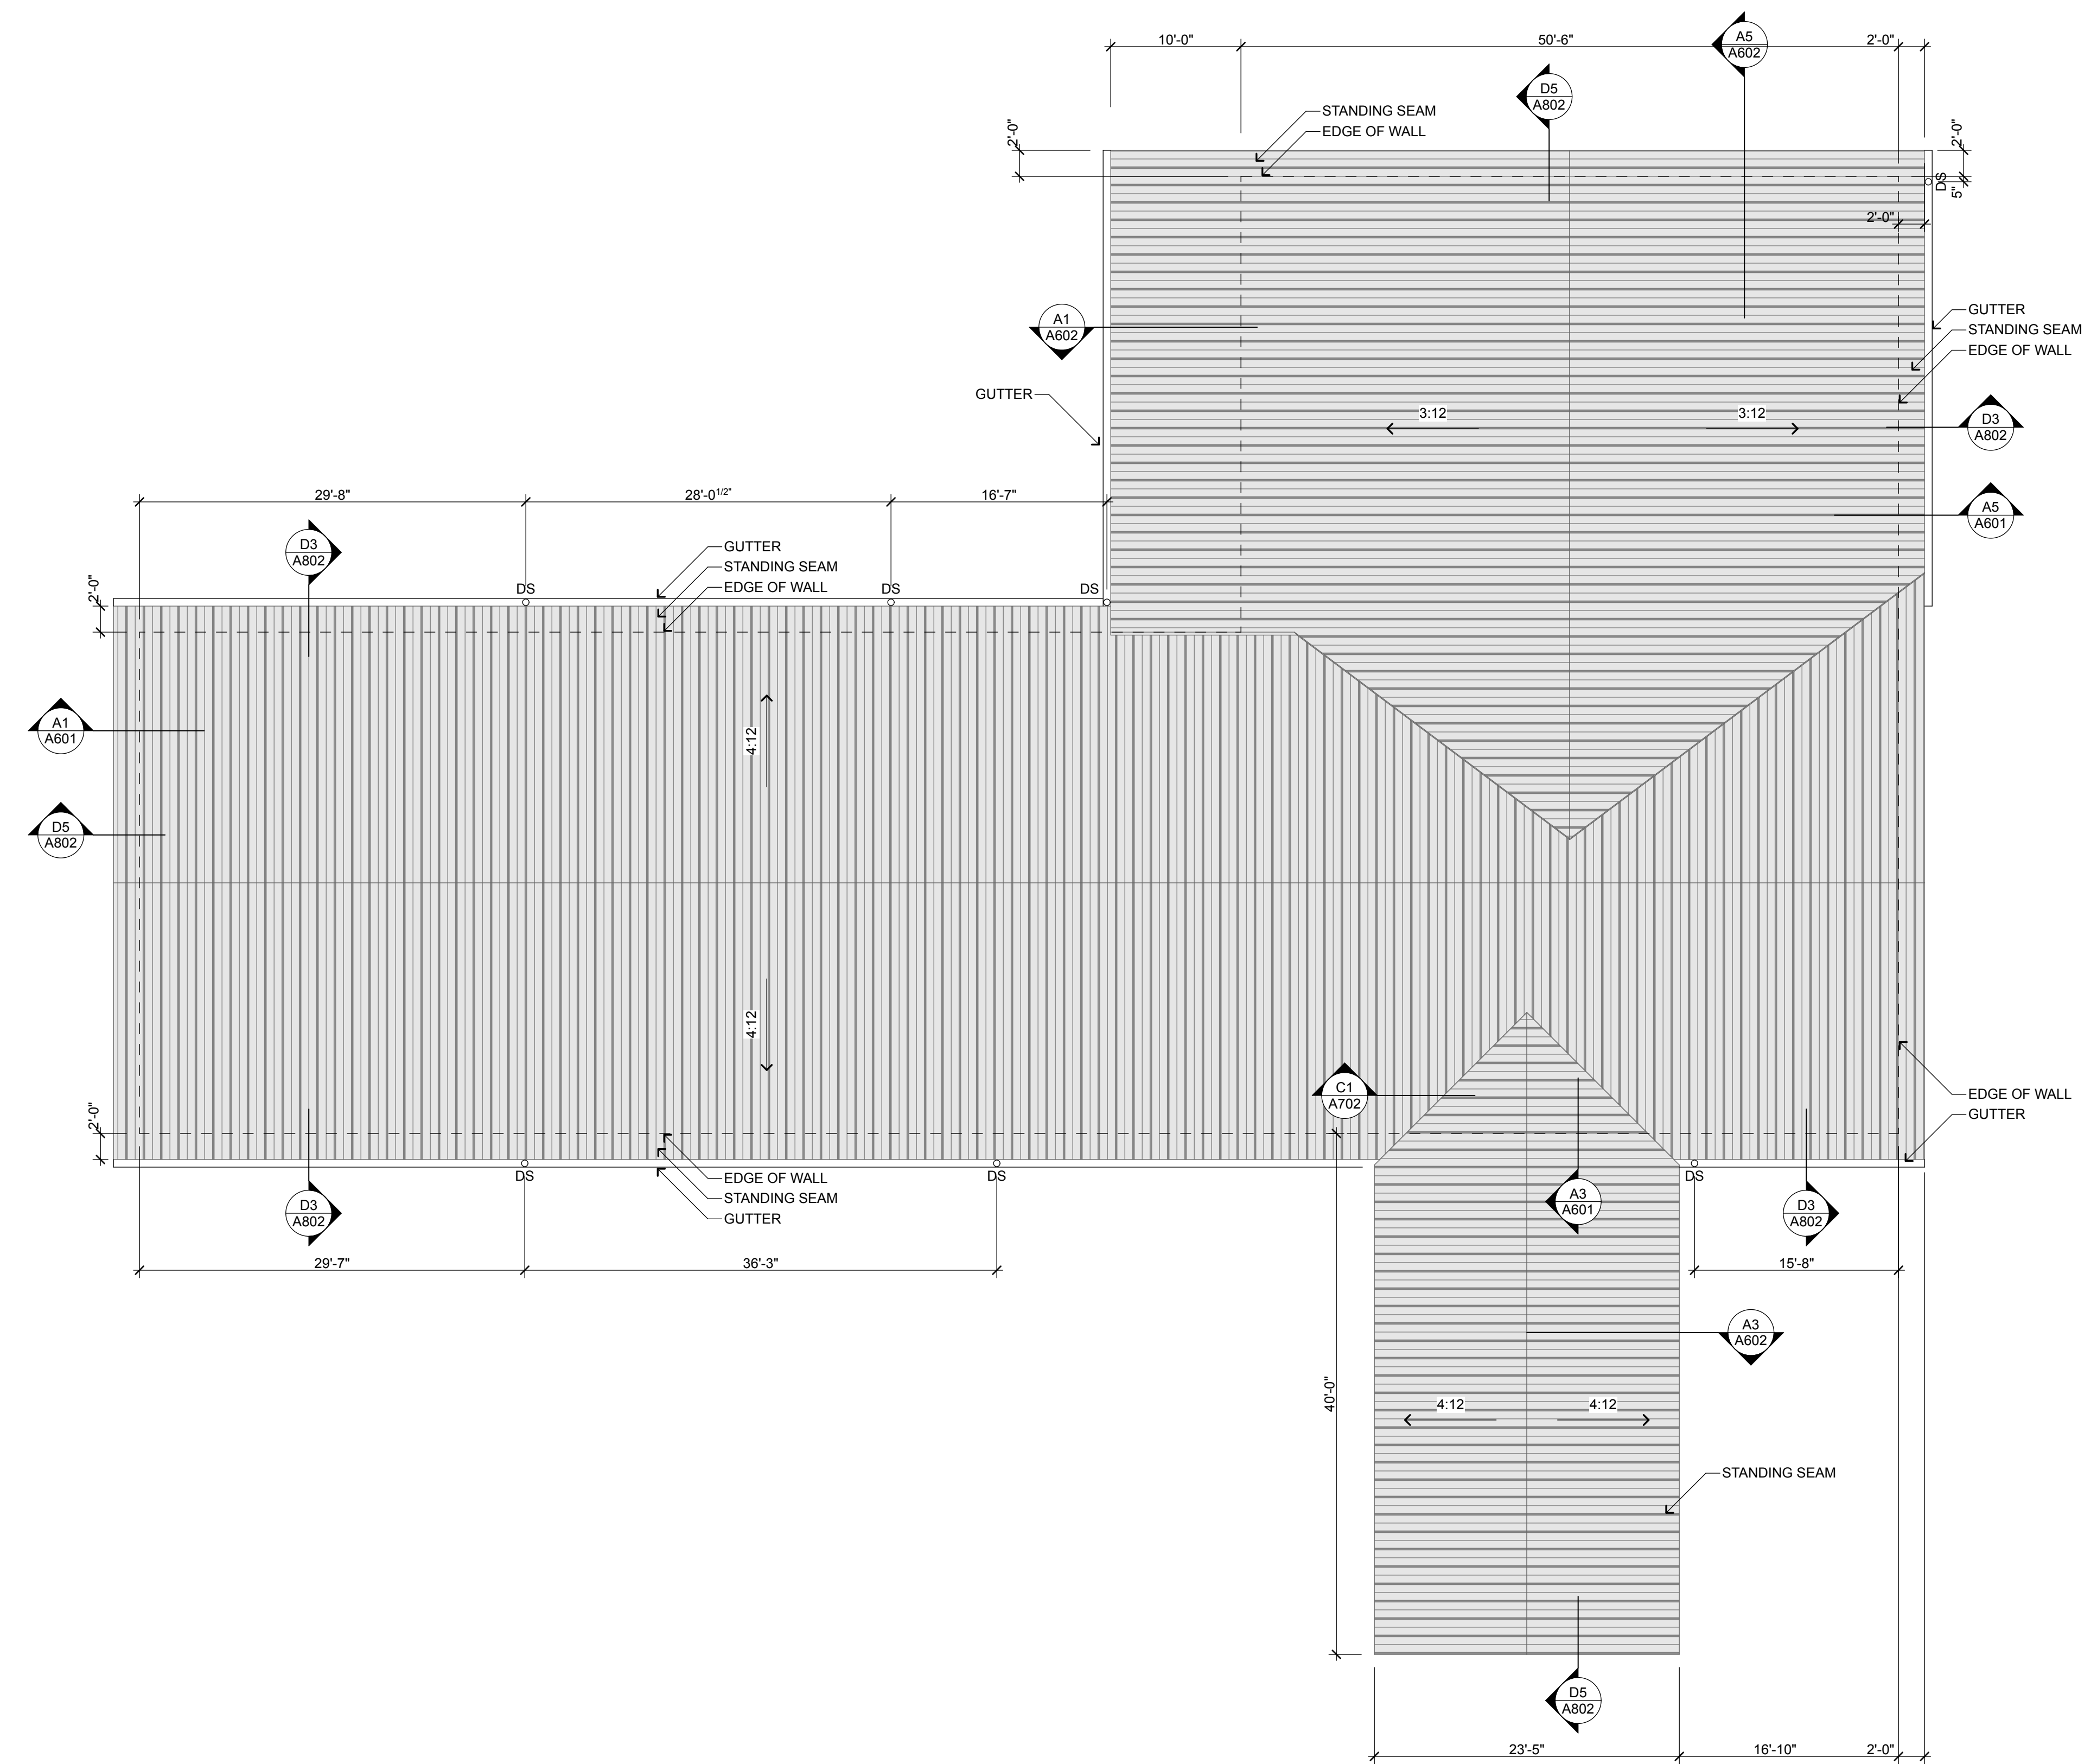 10'-0"
50'-6"
2'-0"
A5
A602
D5
A802
STANDING SEAM
EDGE OF WALL
2'-0"
2'-0"
DS
5"
2'-0"
A1
A602
GUTTER
STANDING SEAM
EDGE OF WALL
GUTTER
3:12
3:12
D3
A802
29'-8"
28'-0 1/2"
16'-7"
A5
A601
D3
A802
GUTTER
STANDING SEAM
EDGE OF WALL
2'-0"
DS
DS
DS
A1
A601
4:12
D5
A802
4:12
C1
A702
2'-0"
EDGE OF WALL
GUTTER
DS
DS
DS
EDGE OF WALL
STANDING SEAM
GUTTER
D3
A802
A3
A601
D3
A802
29'-7"
36'-3"
15'-8"
A3
A602
40'-0"
4:12
4:12
STANDING SEAM
D5
A802
23'-5"
16'-10"
2'-0"